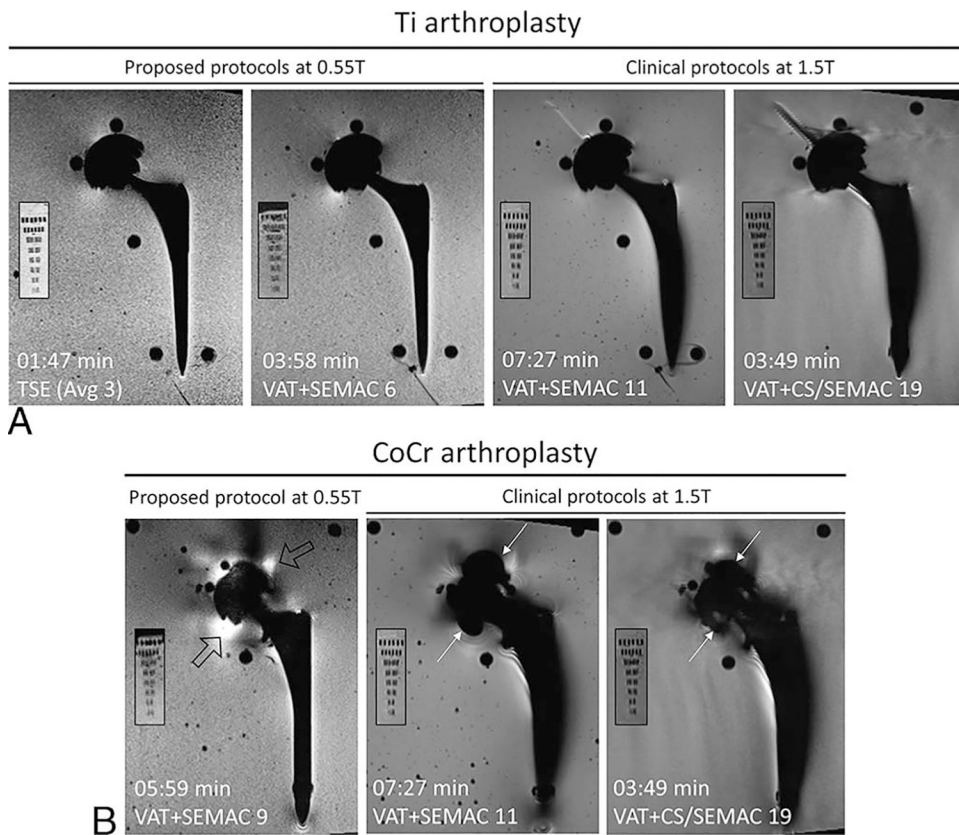 Ti arthroplasty
Proposed protocols at 0.55T
Clinical protocols at 1.5T
01:47 min
TSE (Avg 3)
03:58 min
VAT+SEMAC 6
07:27 min
VAT+SEMAC 11
03:49 min
VAT+CS/SEMAC 19
A
CoCr arthroplasty
Proposed protocol at 0.55T
Clinical protocols at 1.5T
05:59 min
VAT+SEMAC 9
07:27 min
VAT+SEMAC 11
03:49 min
VAT+CS/SEMAC 19
B